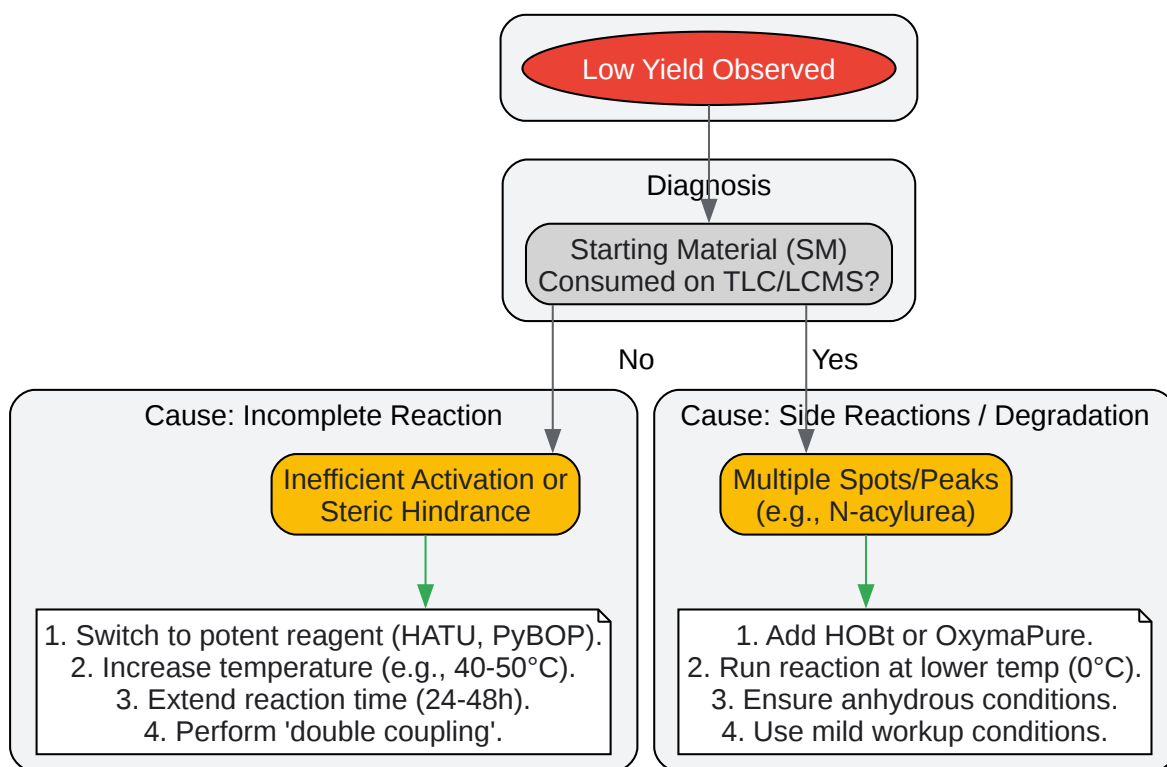 Low Yield Observed
Diagnosis
Starting Material (SM)
Consumed on TLC/LCMS?
No
Yes
Cause: Incomplete Reaction
Inefficient Activation or
Steric Hindrance
1. Switch to potent reagent (HATU, PyBOP).
2. Increase temperature (e.g., 40-50°C).
3. Extend reaction time (24-48h).
4. Perform 'double coupling'.
Cause: Side Reactions / Degradation
Multiple Spots/Peaks
(e.g., N-acylurea)
1. Add HOBt or OxymaPure.
2. Run reaction at lower temp (0°C).
3. Ensure anhydrous conditions.
4. Use mild workup conditions.